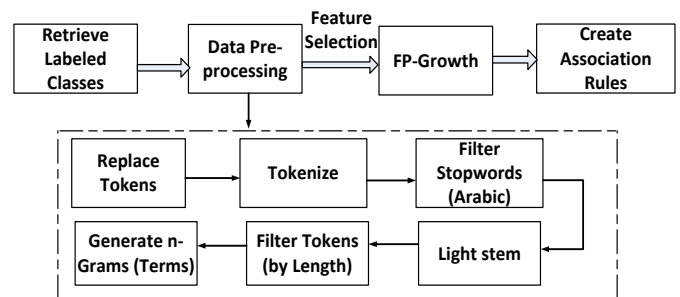 Retrieve
Labeled
Classes
Data Pre-
processing
Feature
Selection
FP-Growth
Create
Association
Rules
Replace
Tokens
Tokenize
Filter
Stopwords
(Arabic)
Light stem
Filter Tokens
(by Length)
Generate n-
Grams (Terms)